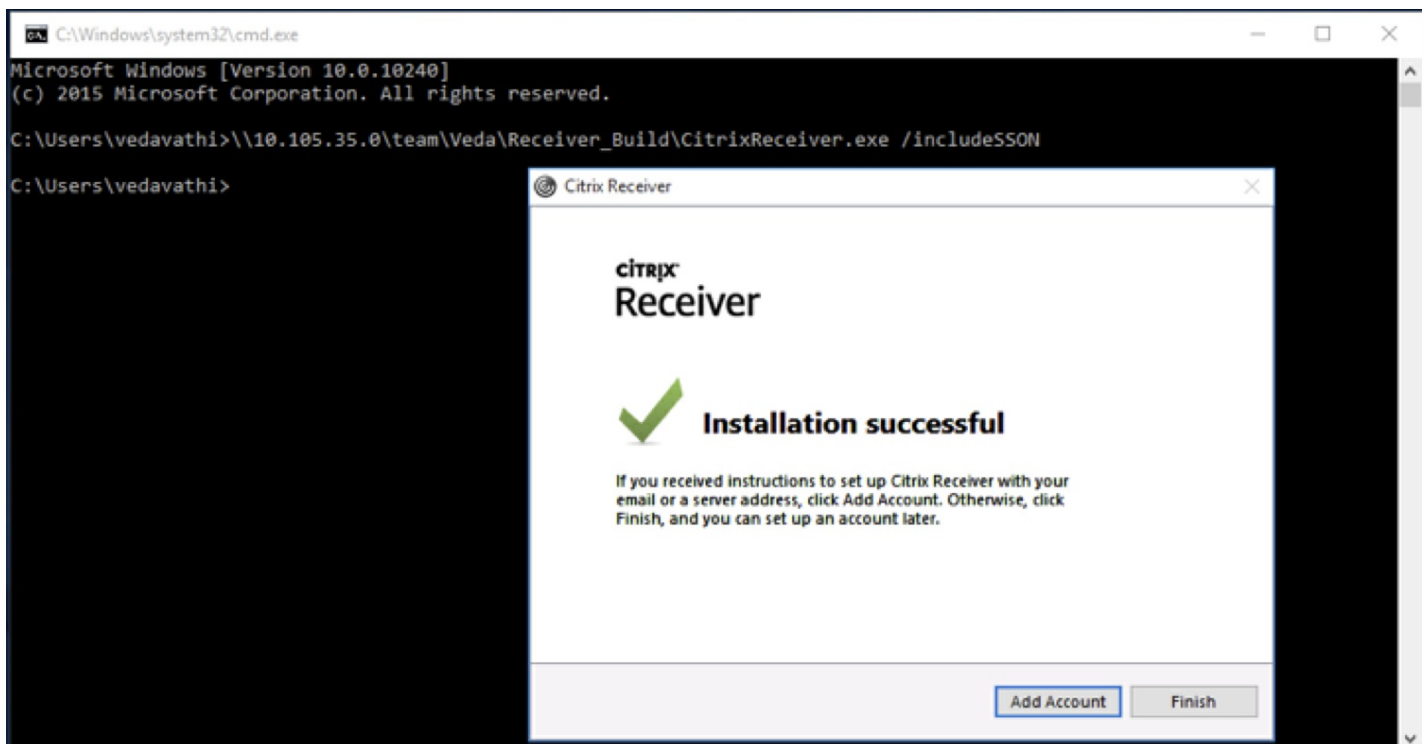 C:\Windows\system32\cmd.exe
Microsoft Windows [Version 10.0.10240]
(c) 2015 Microsoft Corporation. All rights reserved.
C:\Users\vedavathi>\\10.105.35.0\team\Veda\Receiver_Build\CitrixReceiver.exe /includeSSON
C:\Users\vedavathi>
Citrix Receiver
CİTRIX
Receiver
Installation successful
If you received instructions to set up Citrix Receiver with your
email or a server address, click Add Account. Otherwise, click
Finish, and you can set up an account later.
Add Account
Finish